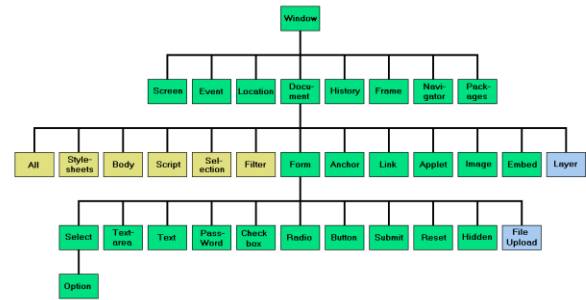 Window
Screen
Event
Location
Docu-
ment
History
Frame
Navi-
gator
Pack-
ages
All
Style-
sheets
Body
Script
Sel-
ection
Filter
Form
Anchor
Link
Applet
Image
Embed
Layer
Select
Text-
area
Text
Pass-
Word
Check
box
Radio
Button
Submit
Reset
Hidden
File
Upload
Option